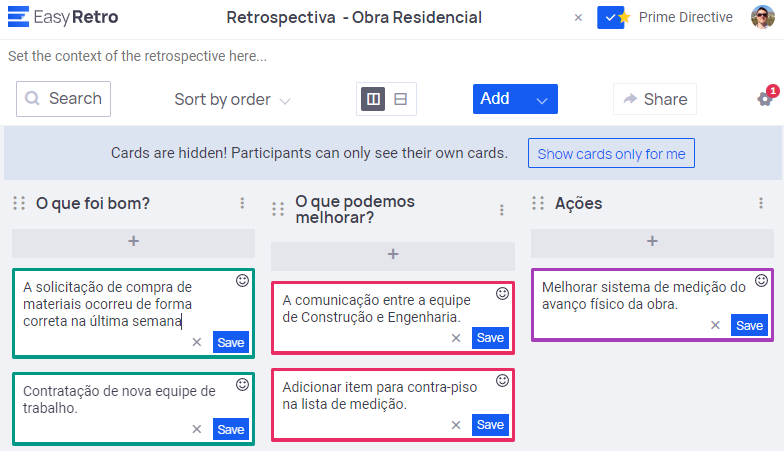 EasyRetro
Retrospectiva - Obra Residencial
×
Prime Directive
Set the context of the retrospective here...
Search
Sort by order
Add
Share
1
Cards are hidden! Participants can only see their own cards.
Show cards only for me
O que foi bom?
+
A solicitação de compra de
materiais ocorreu de forma
correta na última semana
×
Save
Contratação de nova equipe de
trabalho.
×
Save
O que podemos
melhorar?
+
A comunicação entre a equipe
de Construção e Engenharia.
×
Save
Adicionar item para contra-piso
na lista de medição.
×
Save
Ações
+
Melhorar sistema de medição do
avanço físico da obra.
×
Save